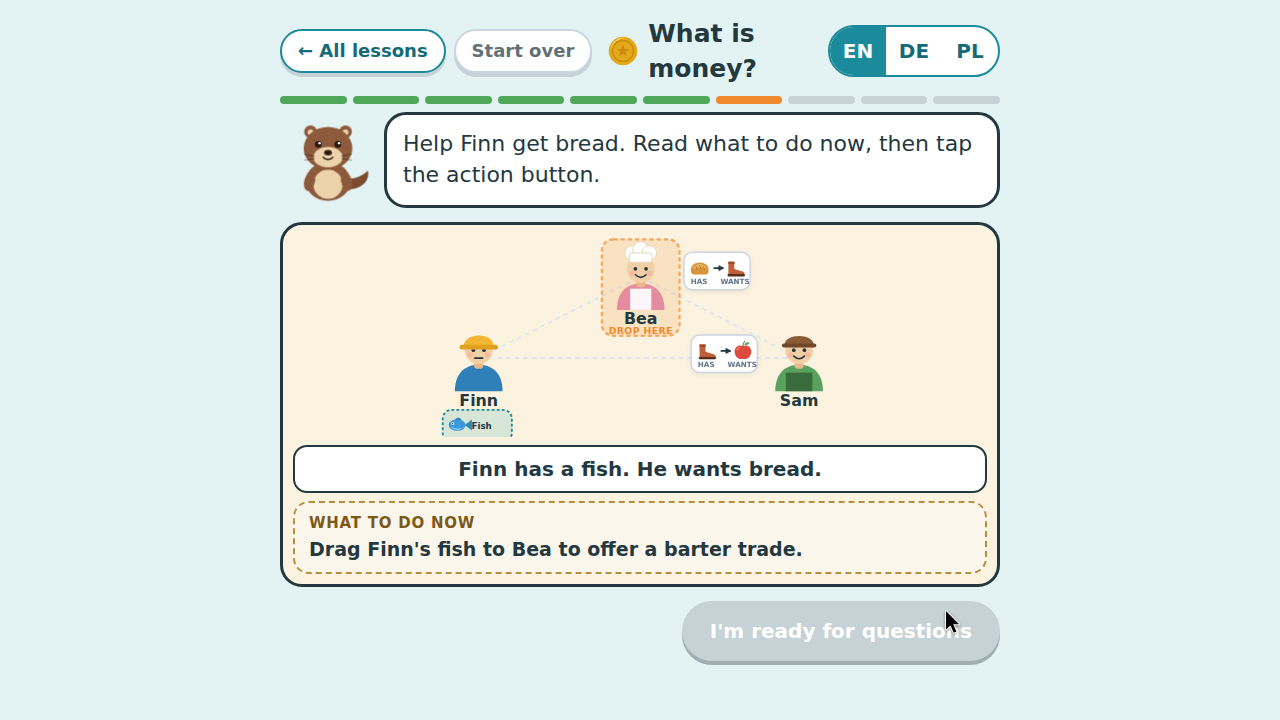 ← All lessons
Start over
What is
money?
EN DE PL
Help Finn get bread. Read what to do now, then tap
the action button.
HAS WANTS
Bea
DROP HERE
HAS WANTS
Finn
Sam
Fish
Finn has a fish. He wants bread.
WHAT TO DO NOW
Drag Finn's fish to Bea to offer a barter trade.
I'm ready for questions